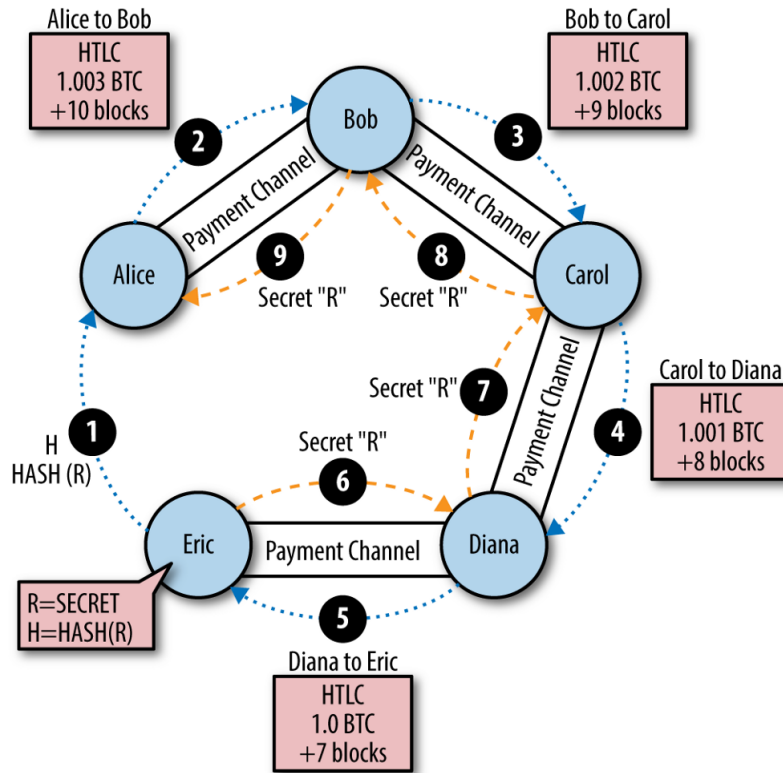 Alice to Bob
HTLC
1.003 BTC
+10 blocks
Bob to Carol
HTLC
1.002 BTC
+9 blocks
2
Bob
3
Payment Channel
Payment Channel
Alice
9
Secret "R"
8
Secret "R"
Carol
Secret "R"
7
Payment Channel
Carol to Diana
HTLC
1.001 BTC
+8 blocks
4
1
H
HASH (R)
Secret "R"
6
Eric
Payment Channel
Diana
R=SECRET
H=HASH(R)
5
Diana to Eric
HTLC
1.0 BTC
+7 blocks